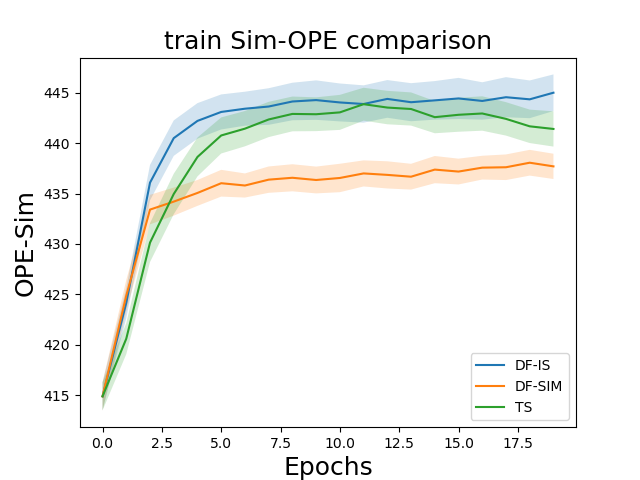 train Sim-OPE comparison
OPE-Sim
445
440
435
430
425
420
415
0.0 2.5 5.0 7.5 10.0 12.5 15.0 17.5
Epochs
DF-IS
DF-SIM
TS